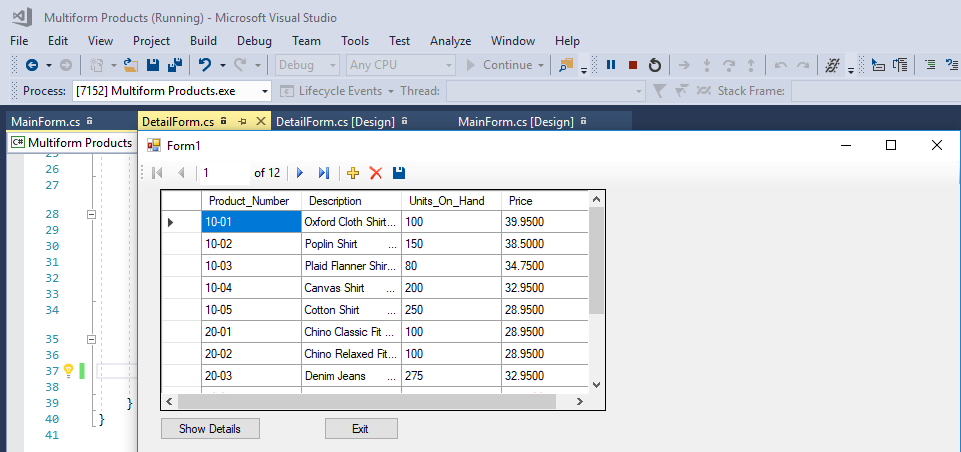 Multiform Products (Running) - Microsoft Visual Studio
File Edit View Project Build Debug Team Tools Test Analyze Window Help
Debug Any CPU Continue
Process: [7152] Multiform Products.exe Lifecycle Events Thread: Stack Frame:
MainForm.cs DetailForm.cs DetailForm.cs [Design] MainForm.cs [Design]
C# Multiform Products
Form1
1 of 12
Product_Number Description Units_On_Hand Price
10-01 Oxford Cloth Shirt... 100 39.9500
10-02 Poplin Shirt ... 150 38.5000
10-03 Plaid Flanner Shir... 80 34.7500
10-04 Canvas Shirt ... 200 32.9500
10-05 Cotton Shirt ... 250 28.9500
20-01 Chino Classic Fit ... 100 28.9500
20-02 Chino Relaxed Fit... 100 28.9500
20-03 Denim Jeans ... 275 32.9500
Show Details Exit
26
27
28
29
30
31
32
33
34
35
36
37
38
39 }
40 }
41